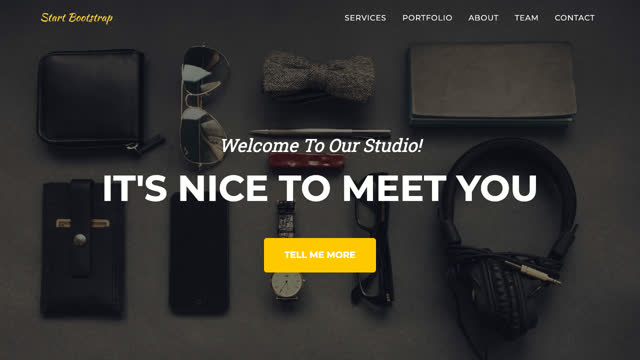 Start Bootstrap
SERVICES PORTFOLIO ABOUT TEAM CONTACT
Welcome To Our Studio!
IT'S NICE TO MEET YOU
TELL ME MORE